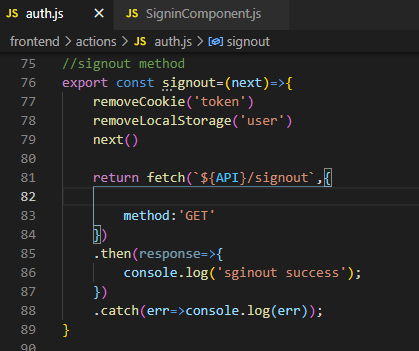 auth.js × JS SigninComponent.js
frontend > actions > JS auth.js > signout
75 //signout method
76 export const signout=(next)=>{
77 removeCookie('token')
78 removeLocalStorage('user')
79 next()
80
81 return fetch(`${API}/signout`,{
82
83 method:'GET'
84 })
85 .then(response=>{
86 console.log('sginout success');
87 })
88 .catch(err=>console.log(err));
89 }
90